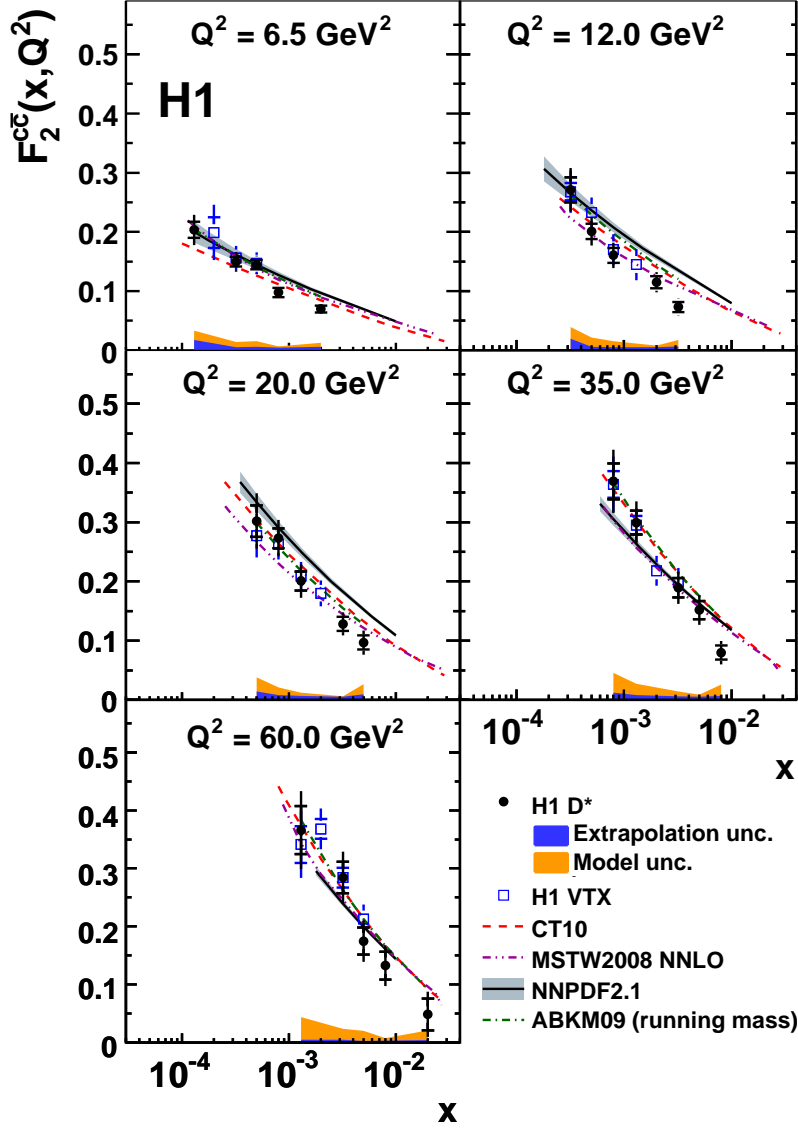 F₂^cc̄(x,Q²)
Q² = 6.5 GeV²
Q² = 12.0 GeV²
H1
0.5
0.4
0.3
0.2
0.1
0
Q² = 20.0 GeV²
Q² = 35.0 GeV²
0.5
0.4
0.3
0.2
0.1
0
10⁻⁴ 10⁻³ 10⁻²
x
Q² = 60.0 GeV²
0.5
0.4
0.3
0.2
0.1
0
10⁻⁴ 10⁻³ 10⁻²
x
H1 D*
Extrapolation unc.
Model unc.
H1 VTX
CT10
MSTW2008 NNLO
NNPDF2.1
ABKM09 (running mass)